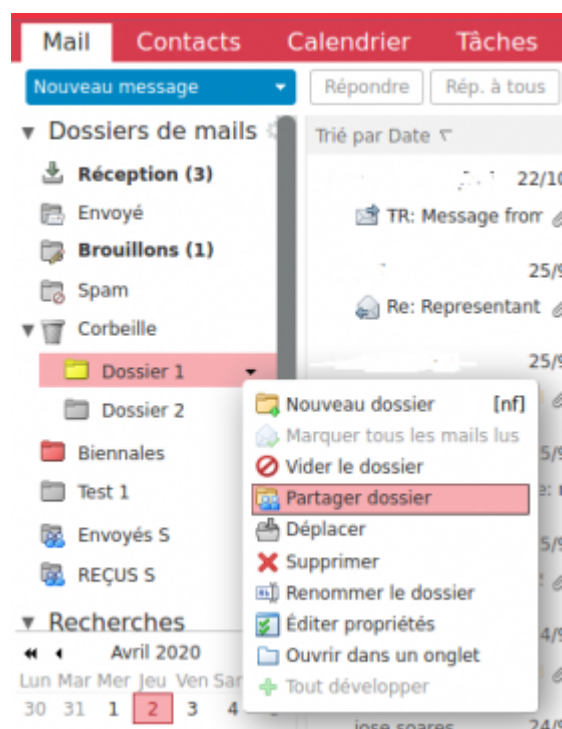 Mail Contacts Calendrier Tâches
Nouveau message Répondre Rép. à tous
Dossiers de mails Trié par Date
Réception (3) 22/10
Envoyé TR: Message from
Brouillons (1) 25/9
Spam Re: Representant
Corbeille 25/9
Dossier 1
Dossier 2
Biennales
Test 1
Envoyés S
REÇUS S
Nouveau dossier [nf]
Marquer tous les mails lus
Vider le dossier
Partager dossier
Déplacer
Supprimer
Renommer le dossier
Éditer propriétés
Ouvrir dans un onglet
Tout développer
Recherches
Avril 2020
Lun Mar Mer Jeu Ven Sam
30 31 1 2 3 4
jose soares 24/9